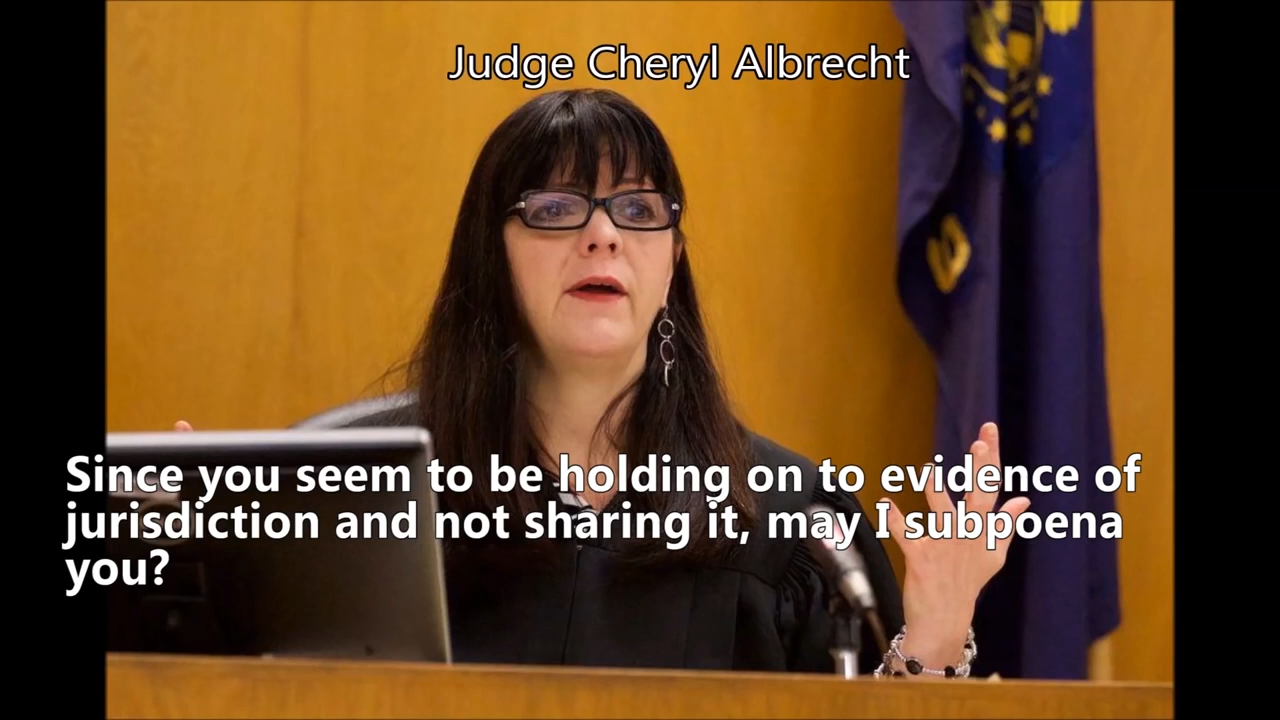 Judge Cheryl Albrecht
Since you seem to be holding on to evidence of
jurisdiction and not sharing it, may I subpoena
you?